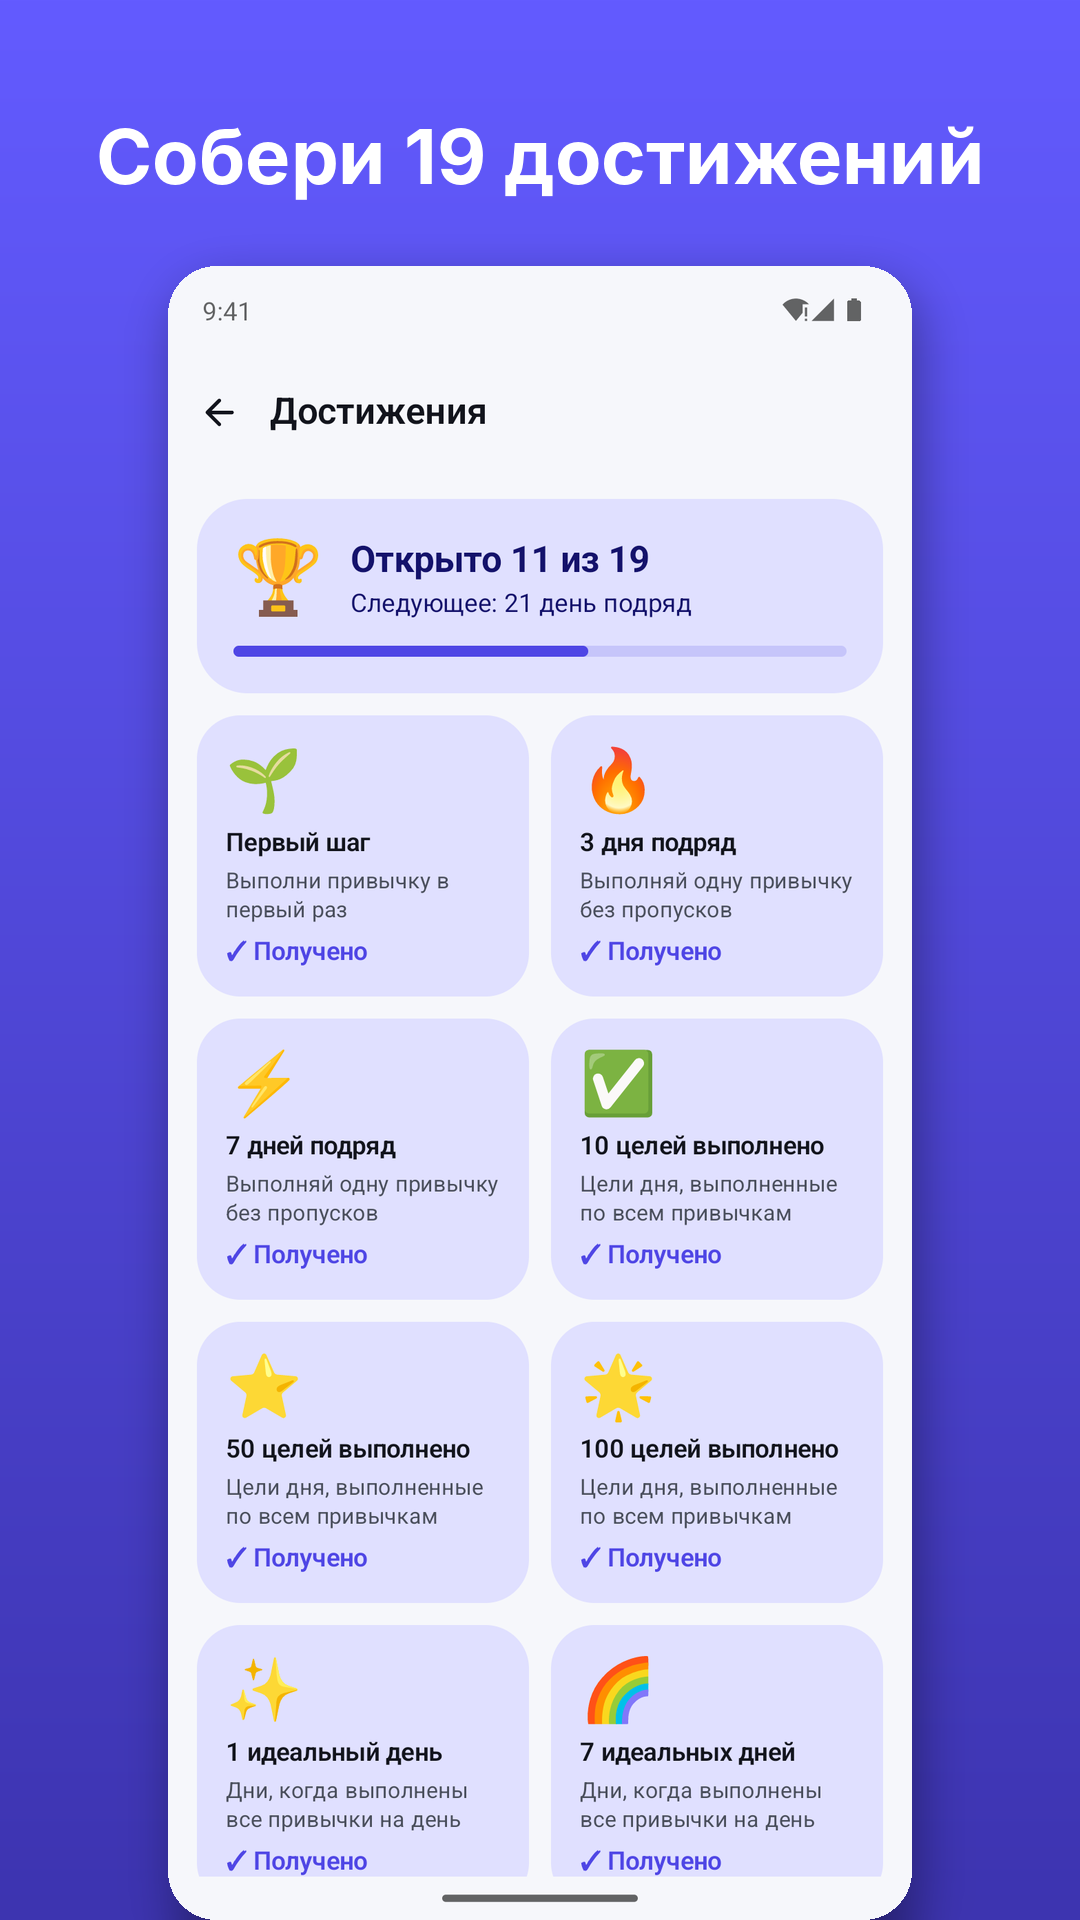 Собери 19 достижений
9:41
Достижения
Открыто 11 из 19
Следующее: 21 день подряд
Первый шаг
Выполни привычку в
первый раз
✓ Получено
3 дня подряд
Выполняй одну привычку
без пропусков
✓ Получено
7 дней подряд
Выполняй одну привычку
без пропусков
✓ Получено
10 целей выполнено
Цели дня, выполненные
по всем привычкам
✓ Получено
50 целей выполнено
Цели дня, выполненные
по всем привычкам
✓ Получено
100 целей выполнено
Цели дня, выполненные
по всем привычкам
✓ Получено
1 идеальный день
Дни, когда выполнены
все привычки на день
✓ Получено
7 идеальных дней
Дни, когда выполнены
все привычки на день
✓ Получено